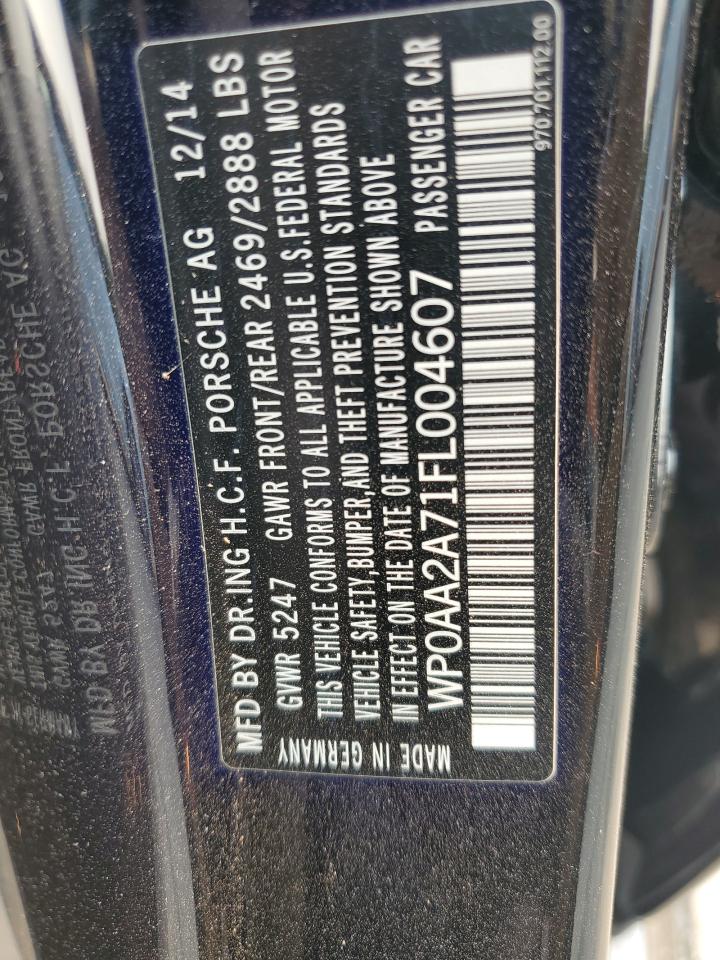 MFD BY DR.ING H.C.F. PORSCHE AG 12/14
GVWR 5247 GAWR FRONT/REAR 2469/2888 LBS
THIS VEHICLE CONFORMS TO ALL APPLICABLE U.S.FEDERAL MOTOR
VEHICLE SAFETY,BUMPER,AND THEFT PREVENTION STANDARDS
IN EFFECT ON THE DATE OF MANUFACTURE SHOWN ABOVE
WP0AA2A71FL004607 PASSENGER CAR
970.701.112.00
MADE IN GERMANY